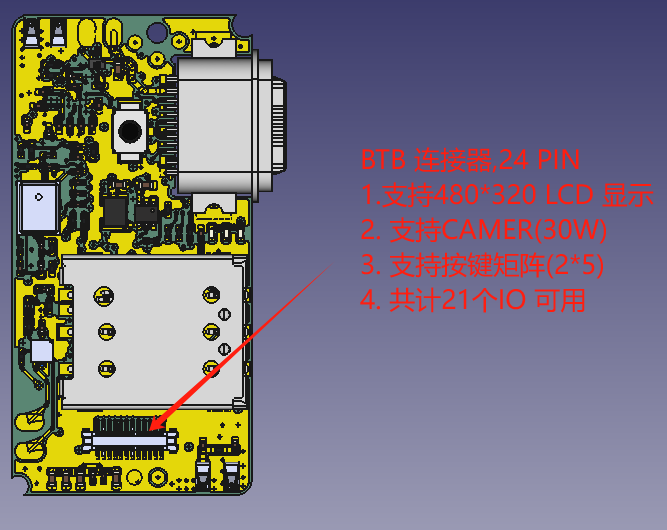 BTB 连接器,24 PIN
1.支持480*320 LCD 显示
2. 支持CAMER(30W)
3. 支持按键矩阵(2*5)
4. 共计21个IO 可用